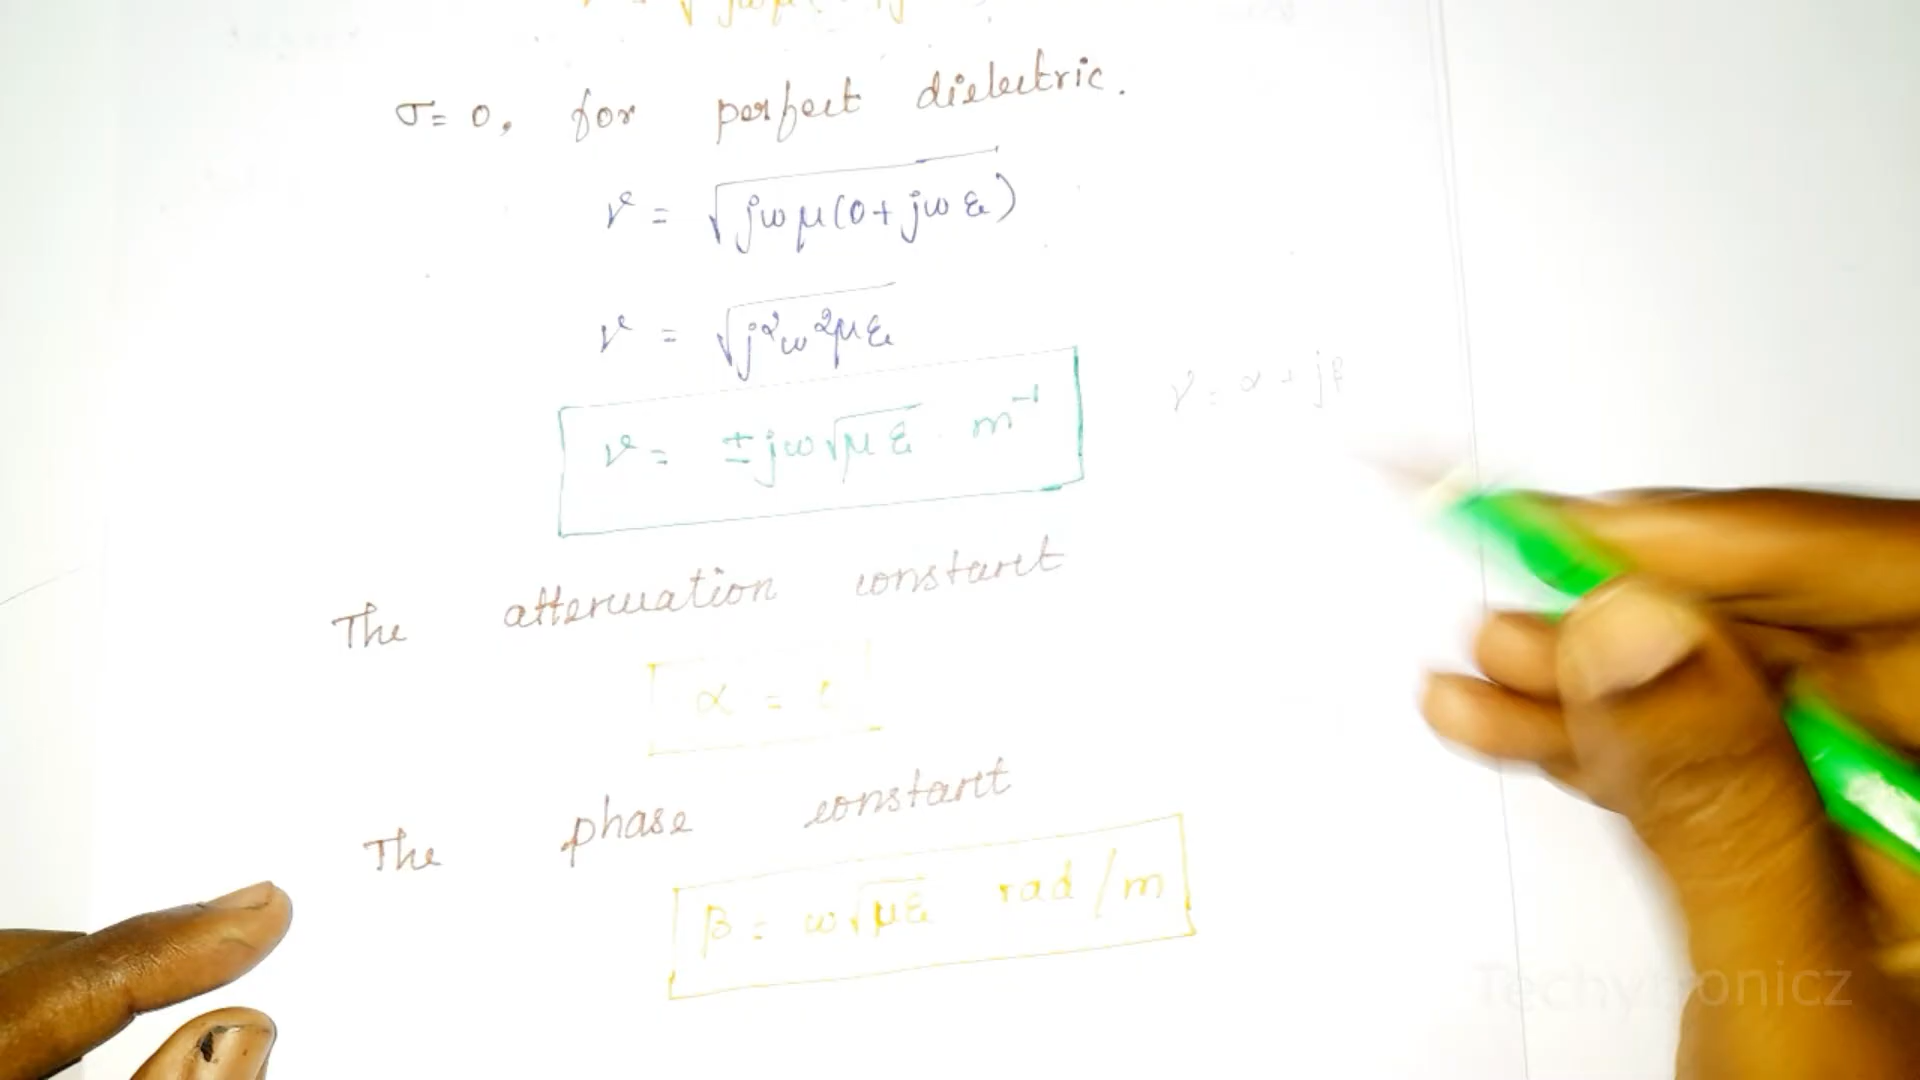 σ = 0, for perfect dielectric.
γ = √jωμ(0 + jωε)
γ = √j²ω²με
γ = ± jω√με m⁻¹
γ = α + jβ
The attenuation constant
α =
The phase constant
β = ω√με rad/m